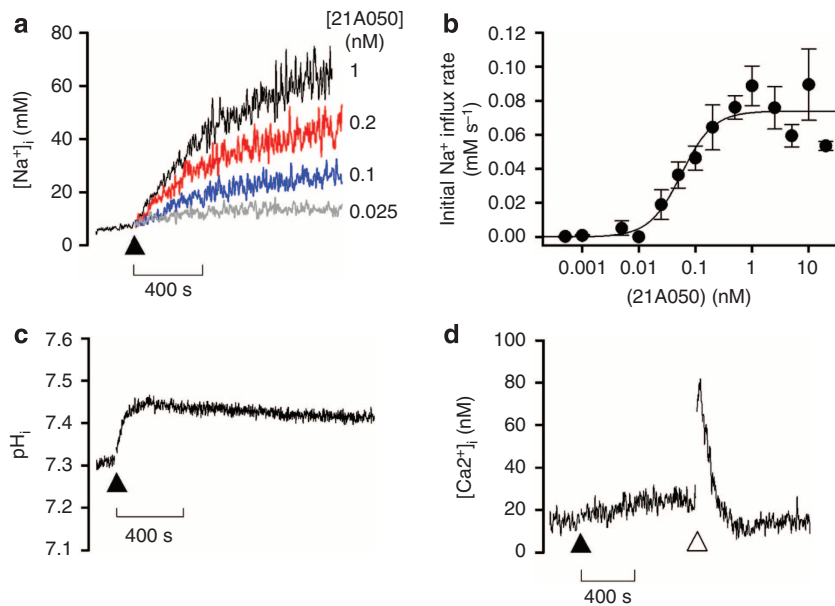 a
[21A050]
(nM)
80
60
40
20
0
[Na⁺]ᵢ (mM)
1
0.2
0.1
0.025
400 s
b
0.12
0.10
0.08
0.06
0.04
0.02
0.00
Initial Na⁺ influx rate
(mM s⁻¹)
0.001
0.01
0.1
1
10
(21A050) (nM)
c
7.6
7.5
7.4
7.3
7.2
7.1
pHᵢ
400 s
d
100
80
60
40
20
0
[Ca2⁺]ᵢ (nM)
400 s